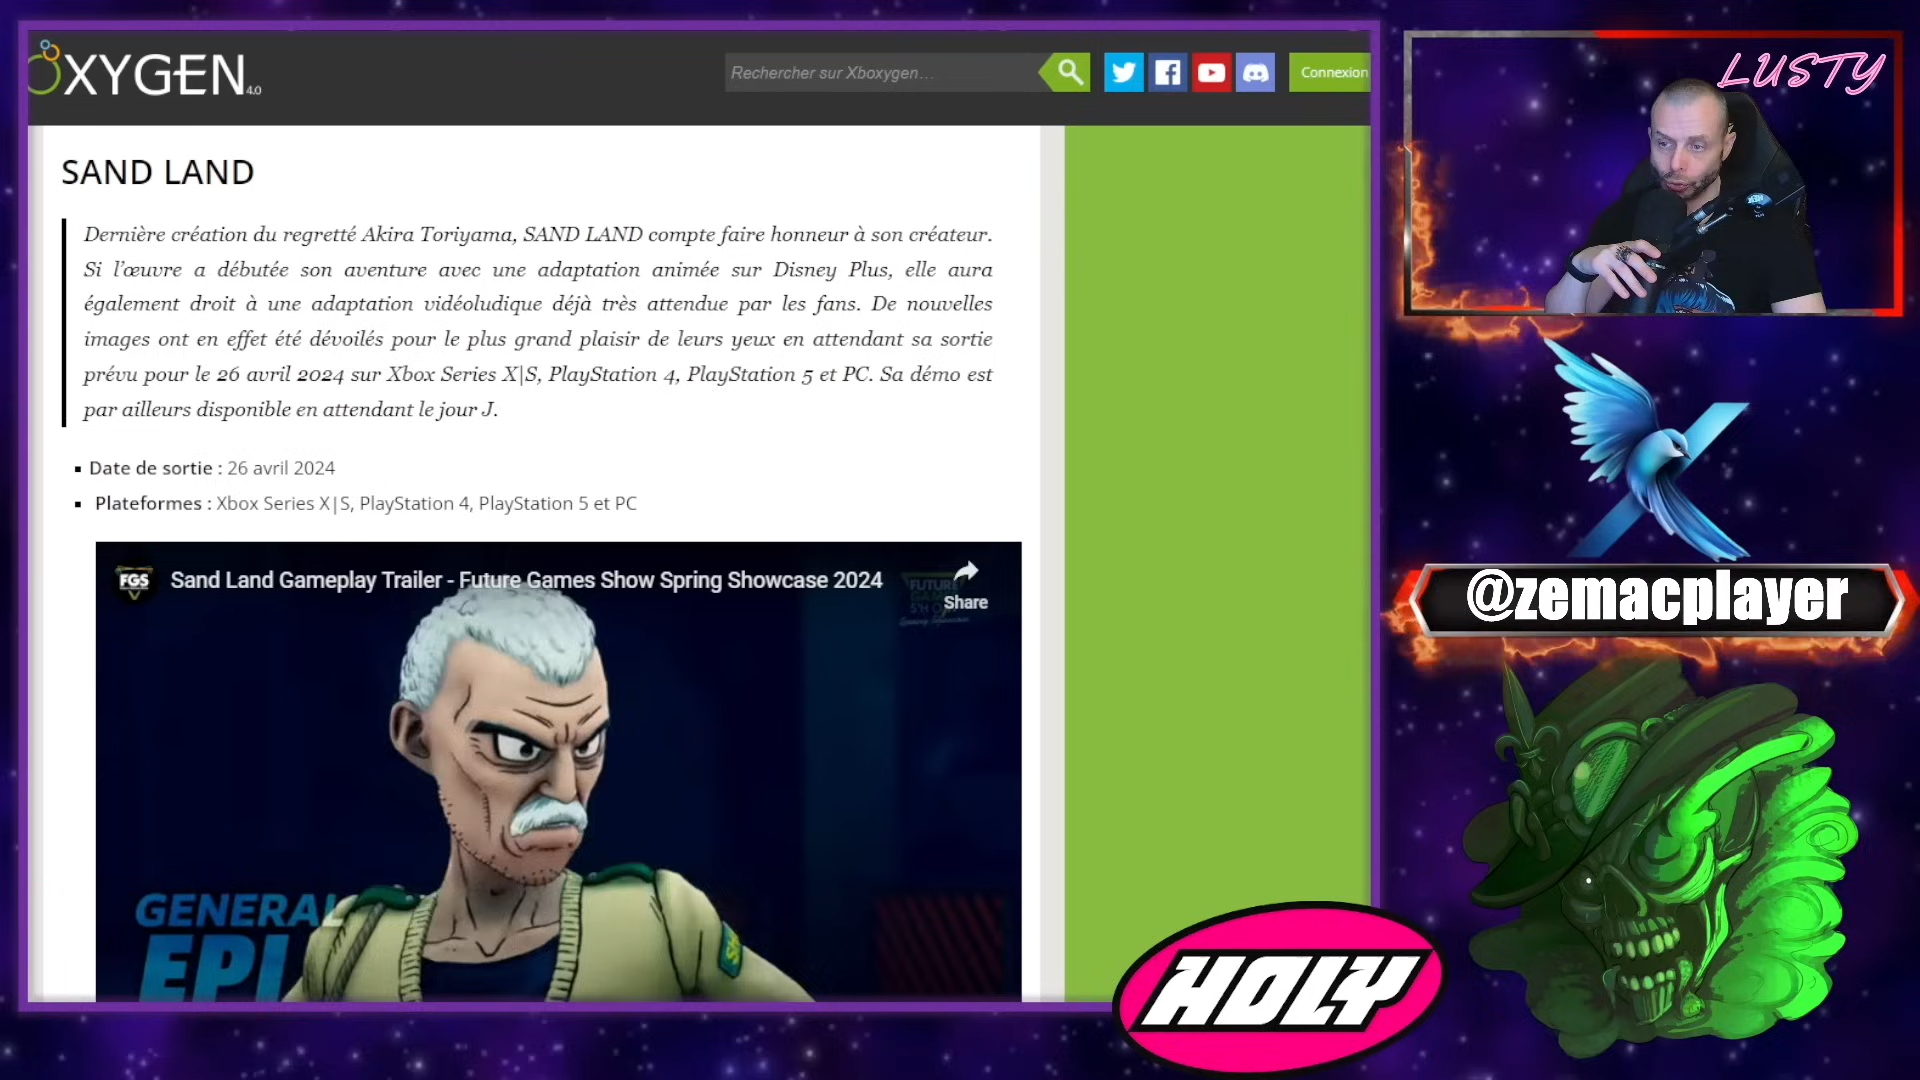 XYGEN 4.0
Rechercher sur Xboxygen…
Connexion
LUSTY
SAND LAND
Dernière création du regretté Akira Toriyama, SAND LAND compte faire honneur à son créateur.
Si l’œuvre a débutée son aventure avec une adaptation animée sur Disney Plus, elle aura
également droit à une adaptation vidéoludique déjà très attendue par les fans. De nouvelles
images ont en effet été dévoilés pour le plus grand plaisir de leurs yeux en attendant sa sortie
prévu pour le 26 avril 2024 sur Xbox Series X|S, PlayStation 4, PlayStation 5 et PC. Sa démo est
par ailleurs disponible en attendant le jour J.
Date de sortie : 26 avril 2024
Plateformes : Xbox Series X|S, PlayStation 4, PlayStation 5 et PC
FGS
Sand Land Gameplay Trailer - Future Games Show Spring Showcase 2024
Share
@zemacplayer
GENERAL
EPI
HOLY